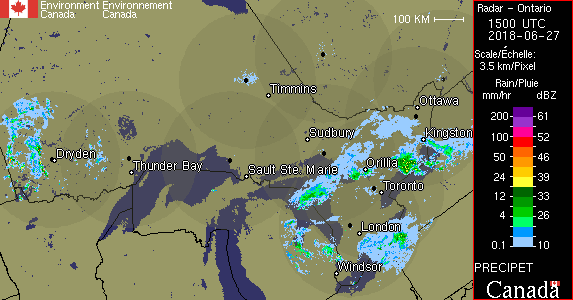 Environment Environnement
Canada Canada
100 KM
Timmins
Ottawa
Sudbury
Kingston
Dryden
Thunder Bay
Sault Ste. Marie
Orillia
Toronto
London
Windsor
Radar - Ontario
1500 UTC
2018-06-27
Scale/Échelle:
3.5 km/Pixel
Rain/Pluie
mm/hr dBZ
200 61
100 52
50 46
24 39
12 33
4 26
0.1 10
PRECIPET
Canada